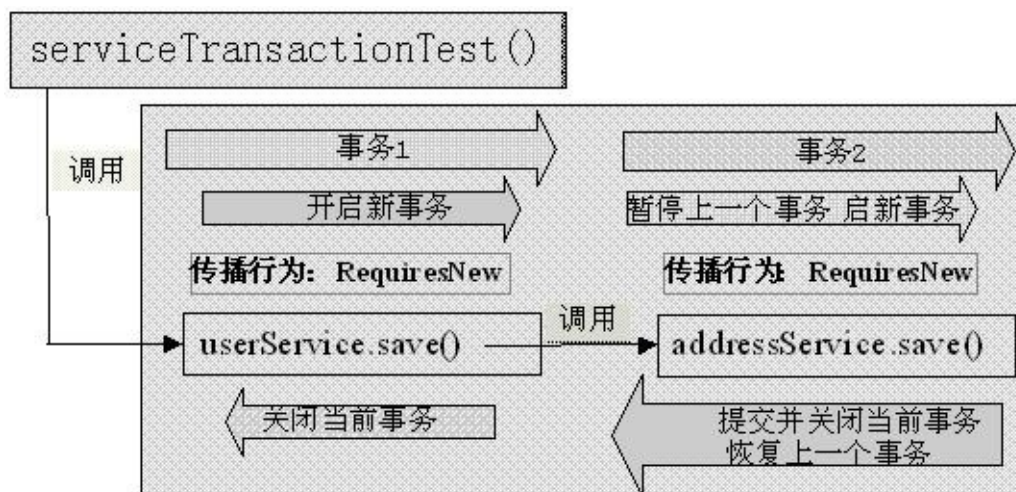 serviceTransactionTest()
调用
事务1
事务2
开启新事务
暂停上一个事务 启新事务
传播行为: RequiresNew
传播行为: RequiresNew
调用
userService.save()
addressService.save()
关闭当前事务
提交并关闭当前事务
恢复上一个事务